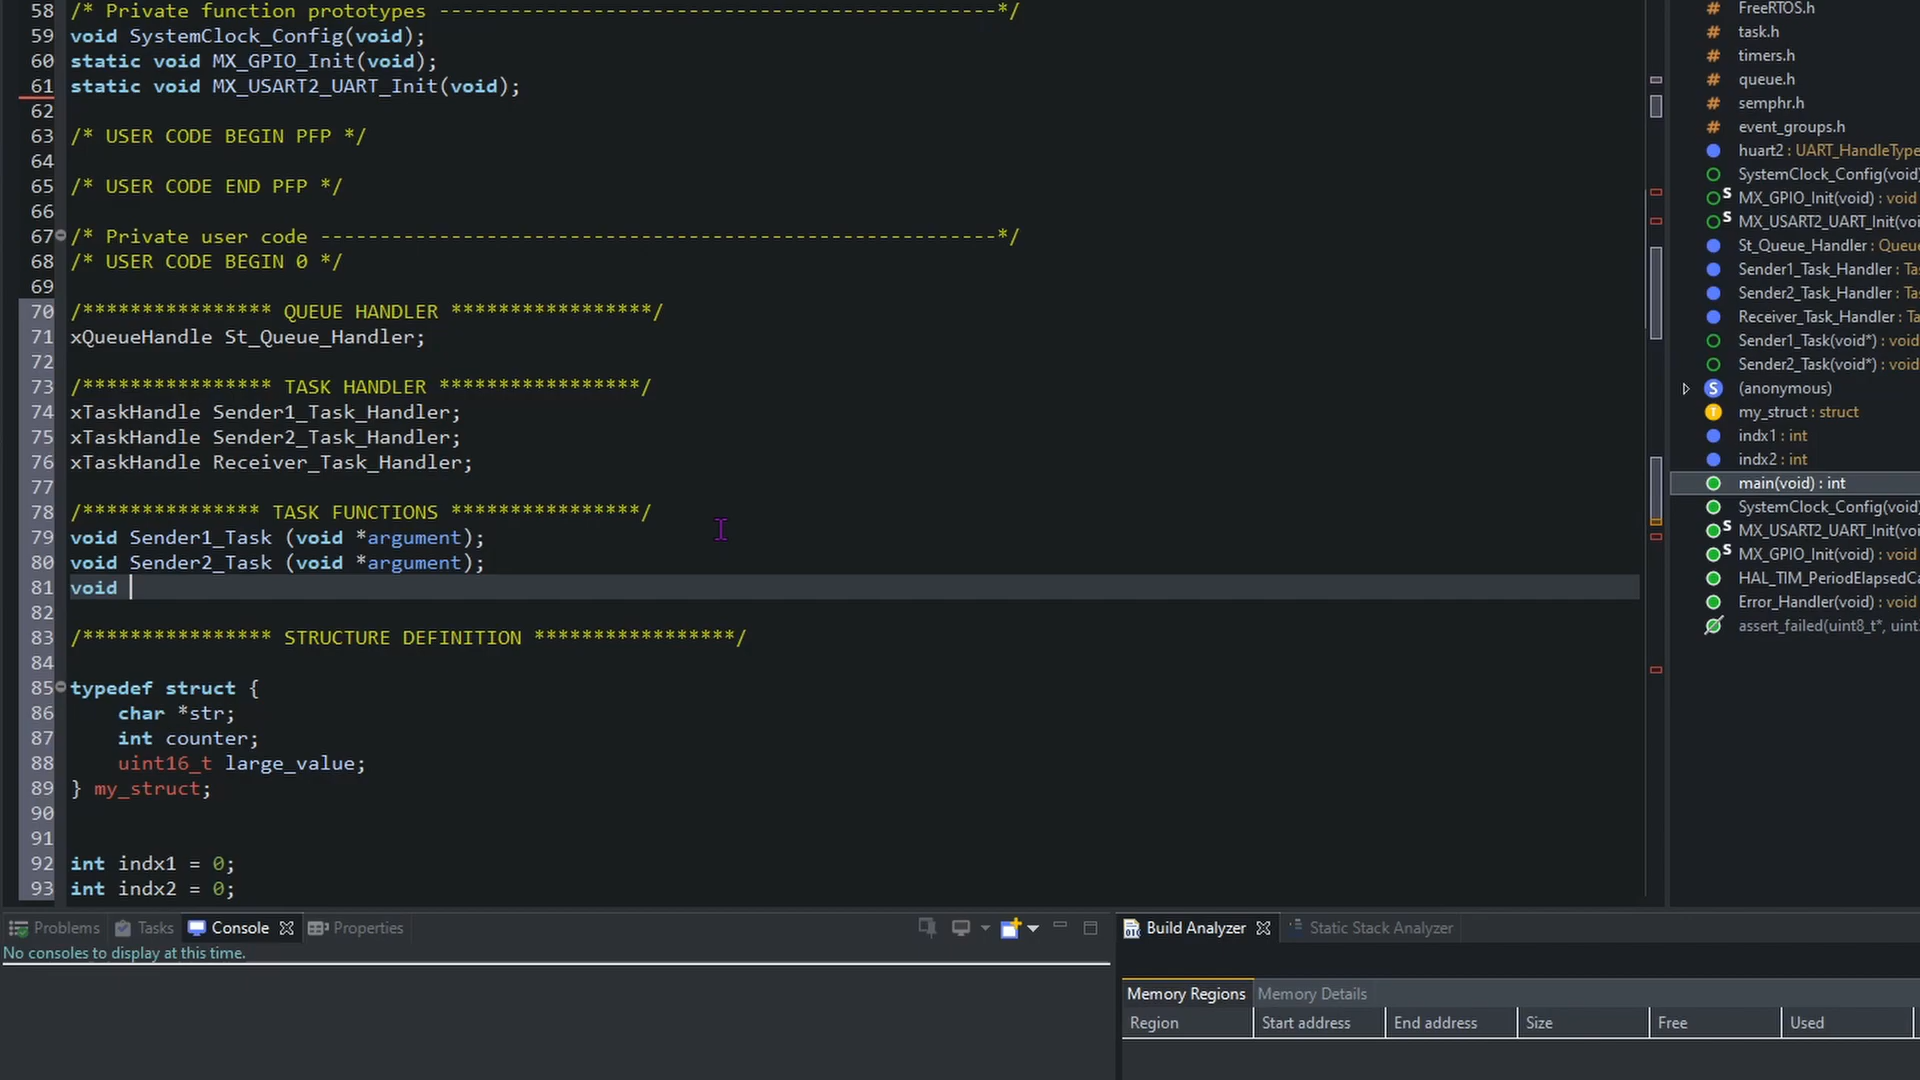 58 /* Private function prototypes -----------------------------------------------*/
59 void SystemClock_Config(void);
60 static void MX_GPIO_Init(void);
61 static void MX_USART2_UART_Init(void);
62
63 /* USER CODE BEGIN PFP */
64
65 /* USER CODE END PFP */
66
67 /* Private user code ---------------------------------------------------------*/
68 /* USER CODE BEGIN 0 */
69
70 /**************** QUEUE HANDLER *****************/
71 xQueueHandle St_Queue_Handler;
72
73 /**************** TASK HANDLER *****************/
74 xTaskHandle Sender1_Task_Handler;
75 xTaskHandle Sender2_Task_Handler;
76 xTaskHandle Receiver_Task_Handler;
77
78 /*************** TASK FUNCTIONS ****************/
79 void Sender1_Task (void *argument);
80 void Sender2_Task (void *argument);
81 void
82
83 /**************** STRUCTURE DEFINITION *****************/
84
85 typedef struct {
86 char *str;
87 int counter;
88 uint16_t large_value;
89 } my_struct;
90
91
92 int indx1 = 0;
93 int indx2 = 0;
# FreeRTOS.h
# task.h
# timers.h
# queue.h
# semphr.h
# event_groups.h
huart2 : UART_HandleType
SystemClock_Config(void)
S MX_GPIO_Init(void) : void
S MX_USART2_UART_Init(voi
St_Queue_Handler : Queu
Sender1_Task_Handler : Ta
Sender2_Task_Handler : Ta
Receiver_Task_Handler : Ta
Sender1_Task(void*) : void
Sender2_Task(void*) : void
S (anonymous)
T my_struct : struct
indx1 : int
indx2 : int
main(void) : int
SystemClock_Config(void)
S MX_USART2_UART_Init(voi
S MX_GPIO_Init(void) : void
HAL_TIM_PeriodElapsedCa
Error_Handler(void) : void
assert_failed(uint8_t*, uint
Problems Tasks Console Properties
No consoles to display at this time.
010 Build Analyzer Static Stack Analyzer
Memory Regions Memory Details
Region Start address End address Size Free Used